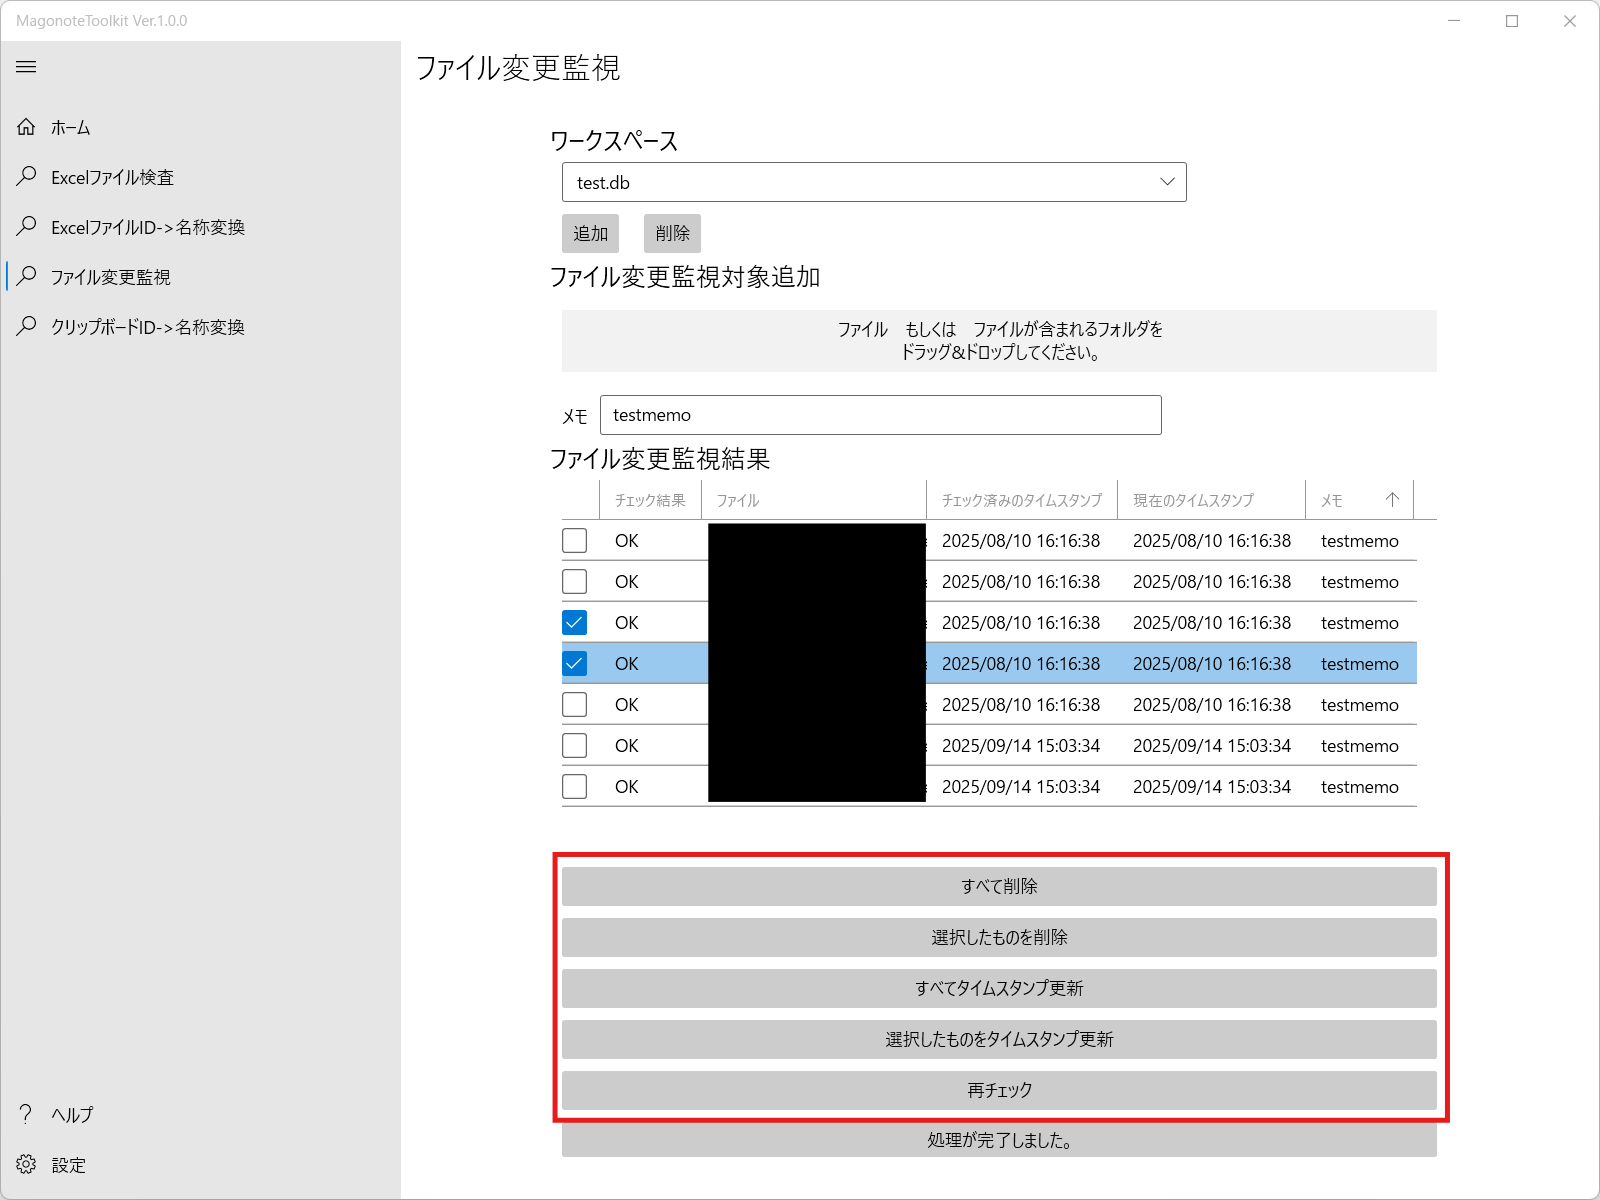 MagonoteToolkit Ver.1.0.0
ホーム
Excelファイル検査
ExcelファイルID->名称変換
ファイル変更監視
クリップボードID->名称変換
ヘルプ
設定
ファイル変更監視
ワークスペース
test.db
追加 削除
ファイル変更監視対象追加
ファイル　もしくは　ファイルが含まれるフォルダを
ドラッグ&ドロップしてください。
メモ testmemo
ファイル変更監視結果
チェック結果 ファイル チェック済みのタイムスタンプ 現在のタイムスタンプ メモ
OK 2025/08/10 16:16:38 2025/08/10 16:16:38 testmemo
OK 2025/08/10 16:16:38 2025/08/10 16:16:38 testmemo
OK 2025/08/10 16:16:38 2025/08/10 16:16:38 testmemo
OK 2025/08/10 16:16:38 2025/08/10 16:16:38 testmemo
OK 2025/08/10 16:16:38 2025/08/10 16:16:38 testmemo
OK 2025/09/14 15:03:34 2025/09/14 15:03:34 testmemo
OK 2025/09/14 15:03:34 2025/09/14 15:03:34 testmemo
すべて削除
選択したものを削除
すべてタイムスタンプ更新
選択したものをタイムスタンプ更新
再チェック
処理が完了しました。